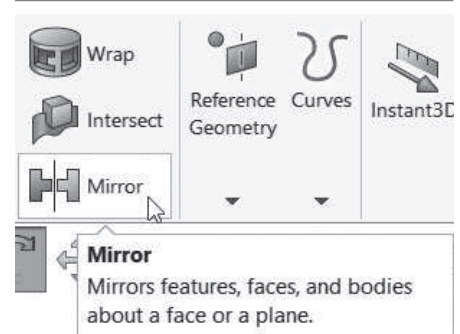 Wrap
Intersect
Mirror
Reference
Geometry
Curves
Instant3D
Mirror
Mirrors features, faces, and bodies
about a face or a plane.